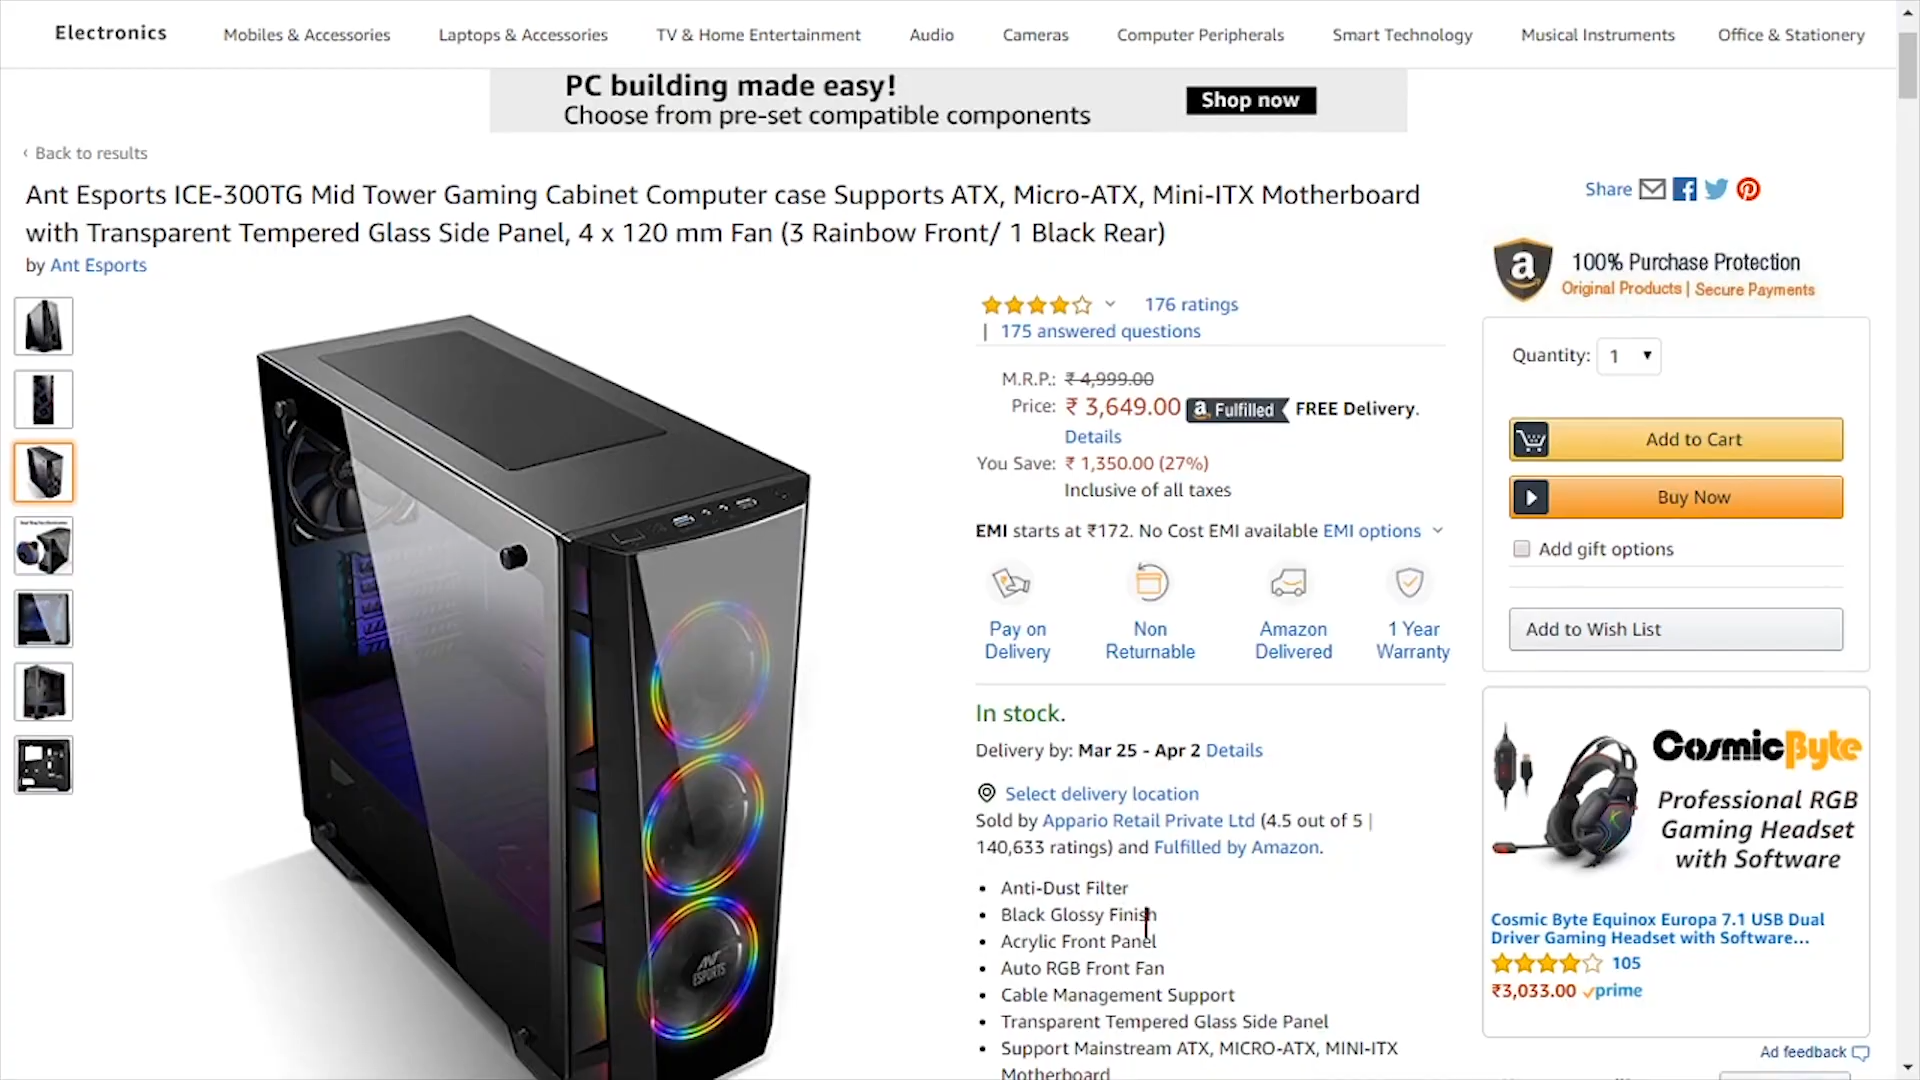 Electronics
Mobiles & Accessories
Laptops & Accessories
TV & Home Entertainment
Audio
Cameras
Computer Peripherals
Smart Technology
Musical Instruments
Office & Stationery
PC building made easy!
Choose from pre-set compatible components
Shop now
‹ Back to results
Ant Esports ICE-300TG Mid Tower Gaming Cabinet Computer case Supports ATX, Micro-ATX, Mini-ITX Motherboard
with Transparent Tempered Glass Side Panel, 4 x 120 mm Fan (3 Rainbow Front/ 1 Black Rear)
by Ant Esports
ANT
ESPORTS
176 ratings
| 175 answered questions
M.R.P.: ₹ 4,999.00
Price: ₹ 3,649.00 a Fulfilled FREE Delivery.
Details
You Save: ₹ 1,350.00 (27%)
Inclusive of all taxes
EMI starts at ₹172. No Cost EMI available EMI options
Pay on
Delivery
Non
Returnable
Amazon
Delivered
1 Year
Warranty
In stock.
Delivery by: Mar 25 - Apr 2 Details
Select delivery location
Sold by Appario Retail Private Ltd (4.5 out of 5 |
140,633 ratings) and Fulfilled by Amazon.
• Anti-Dust Filter
• Black Glossy Finish
• Acrylic Front Panel
• Auto RGB Front Fan
• Cable Management Support
• Transparent Tempered Glass Side Panel
• Support Mainstream ATX, MICRO-ATX, MINI-ITX
Motherboard
Share
a
100% Purchase Protection
Original Products | Secure Payments
Quantity: 1
Add to Cart
Buy Now
Add gift options
Add to Wish List
CosmicByte
Professional RGB
Gaming Headset
with Software
Cosmic Byte Equinox Europa 7.1 USB Dual
Driver Gaming Headset with Software...
105
₹3,033.00 prime
Ad feedback